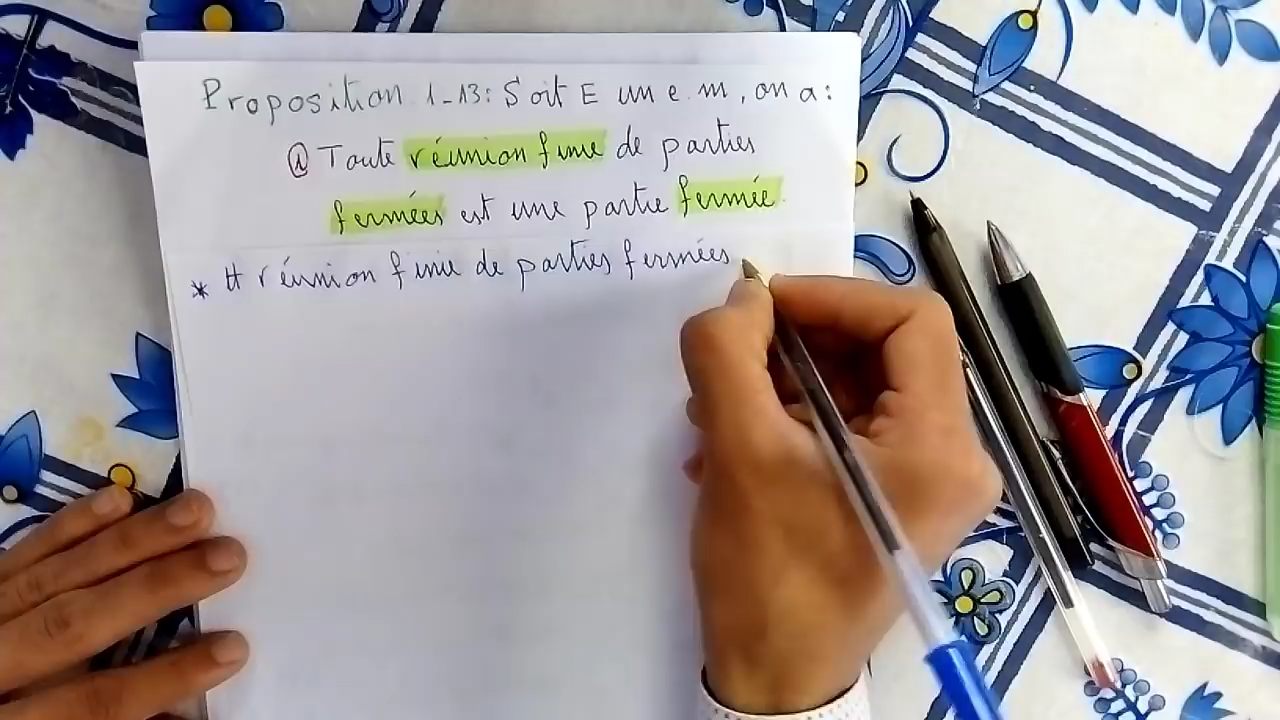 Proposition 1-13: Soit E un e.m, on a:
① Toute réunion finie de parties
fermées est une partie fermée.
* H réunion finie de parties fermées